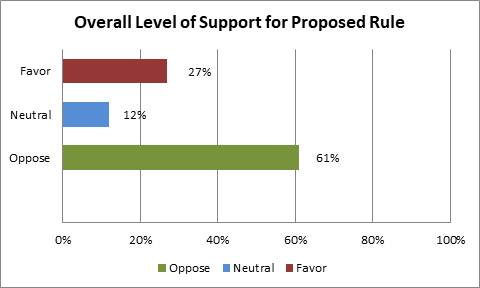 Overall Level of Support for Proposed Rule
Favor 27%
Neutral 12%
Oppose 61%
0% 20% 40% 60% 80% 100%
Oppose Neutral Favor